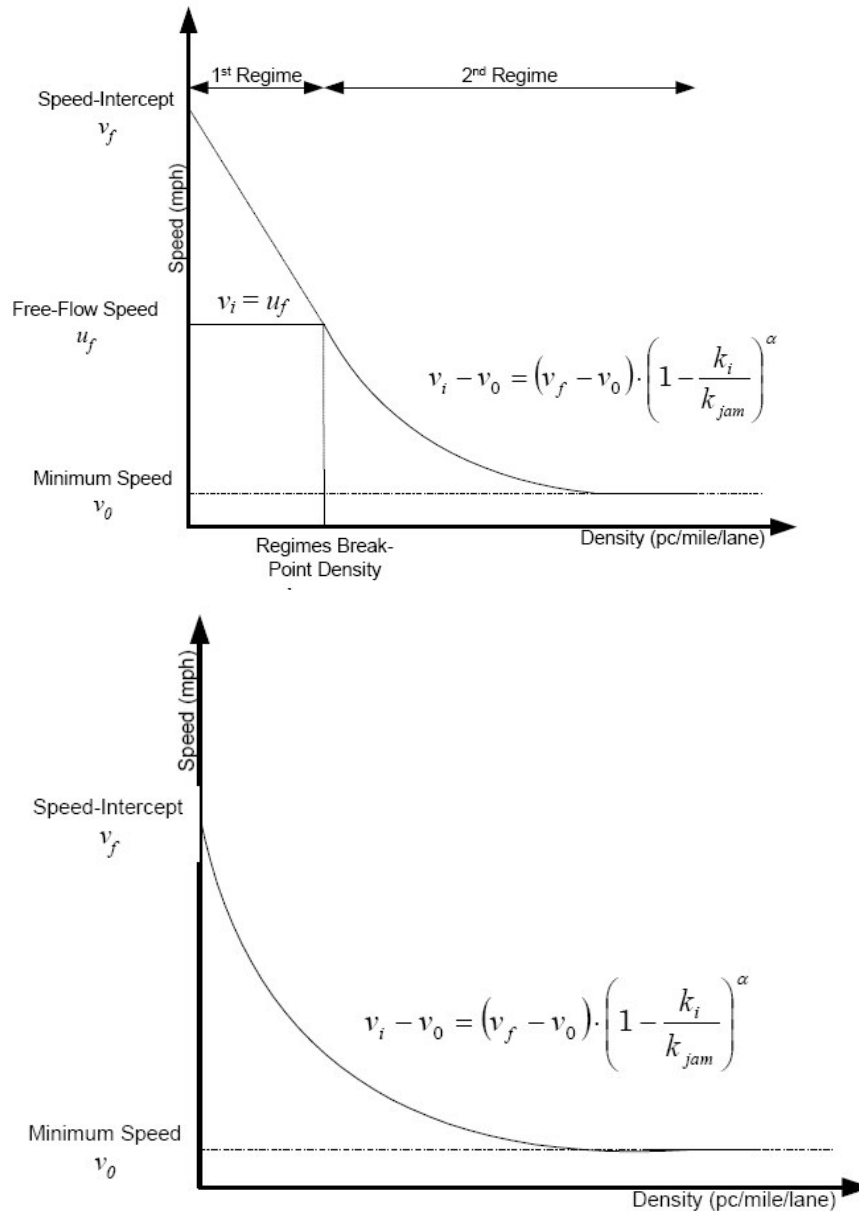 1st Regime
2nd Regime
Speed-Intercept
v_f
Speed (mph)
Free-Flow Speed
u_f
v_i = u_f
v_i − v_0 = (v_f − v_0) · (1 − k_i / k_jam)^α
Minimum Speed
v_0
Regimes Break-
Point Density
Density (pc/mile/lane)
Speed (mph)
Speed-Intercept
v_f
v_i − v_0 = (v_f − v_0) · (1 − k_i / k_jam)^α
Minimum Speed
v_0
Density (pc/mile/lane)